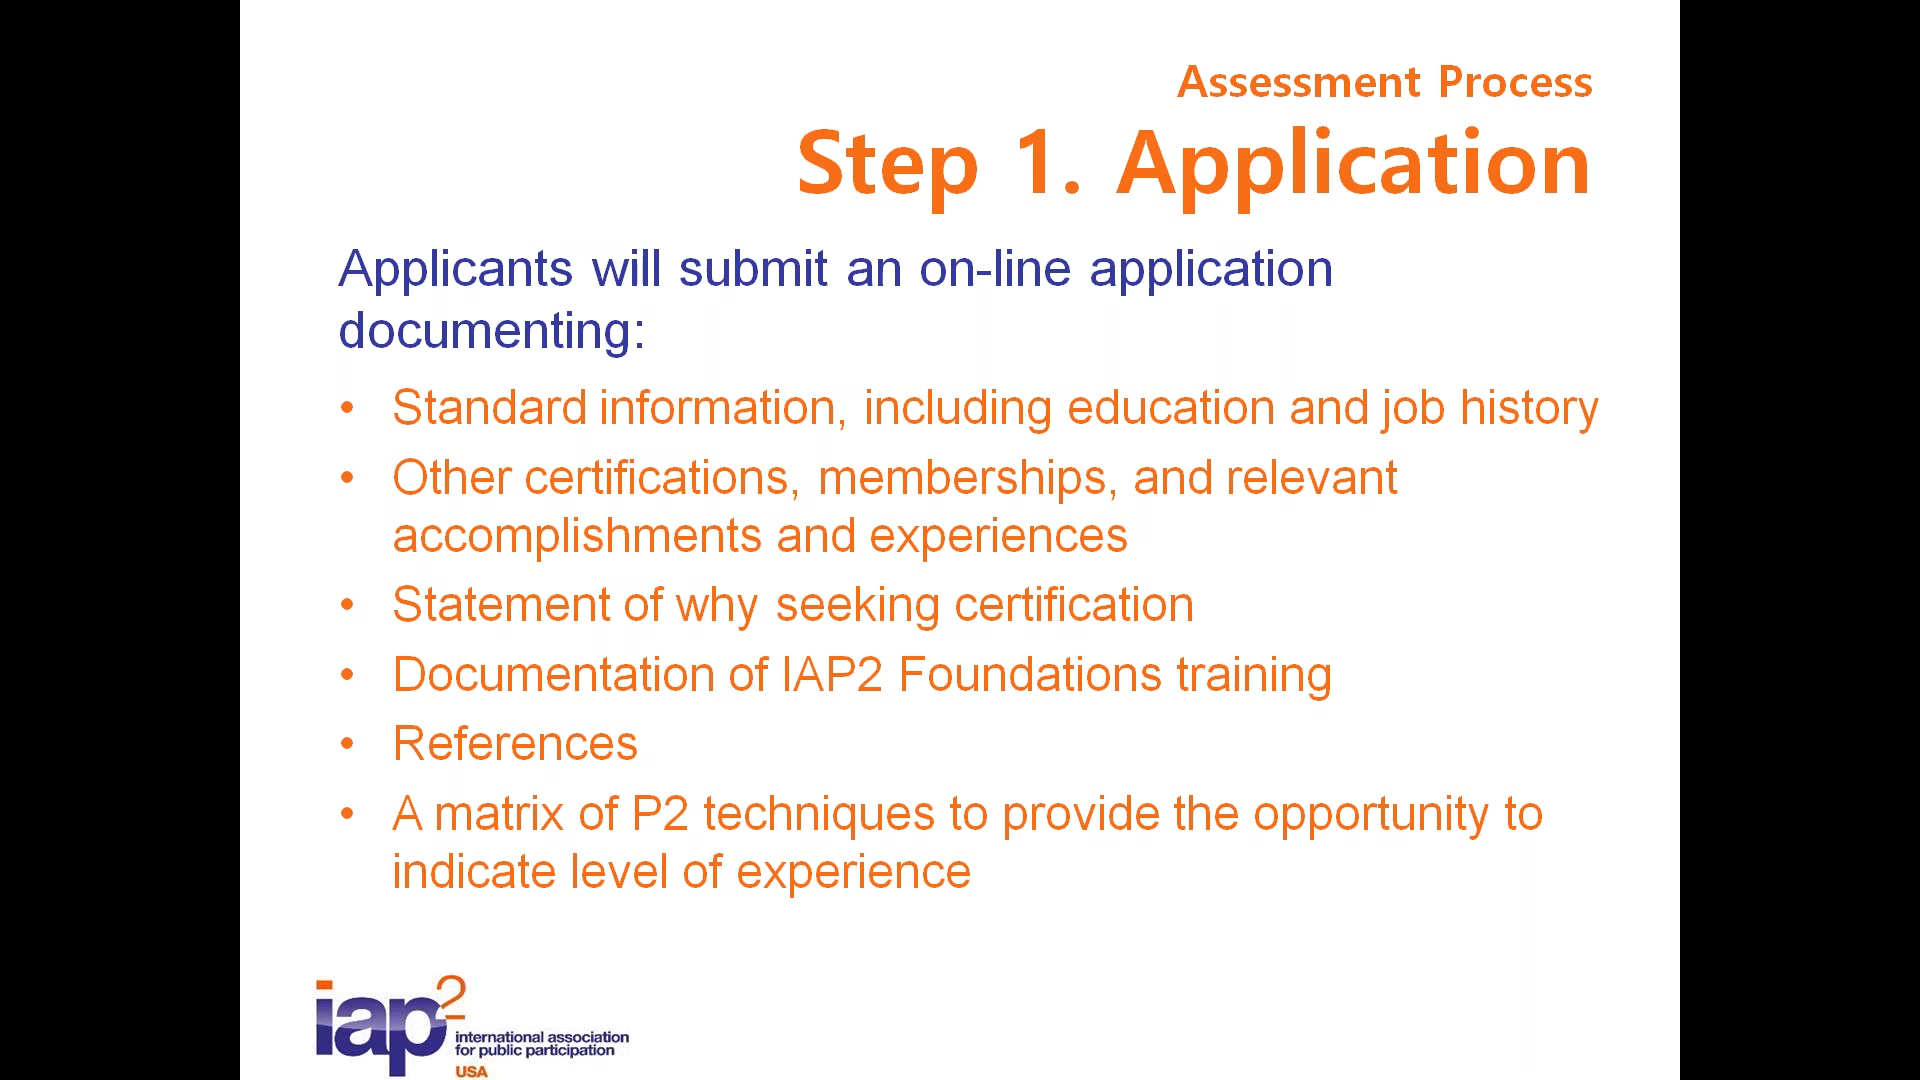 Assessment Process
Step 1. Application
Applicants will submit an on-line application
documenting:
• Standard information, including education and job history
• Other certifications, memberships, and relevant
accomplishments and experiences
• Statement of why seeking certification
• Documentation of IAP2 Foundations training
• References
• A matrix of P2 techniques to provide the opportunity to
indicate level of experience
iap2
international association
for public participation
USA